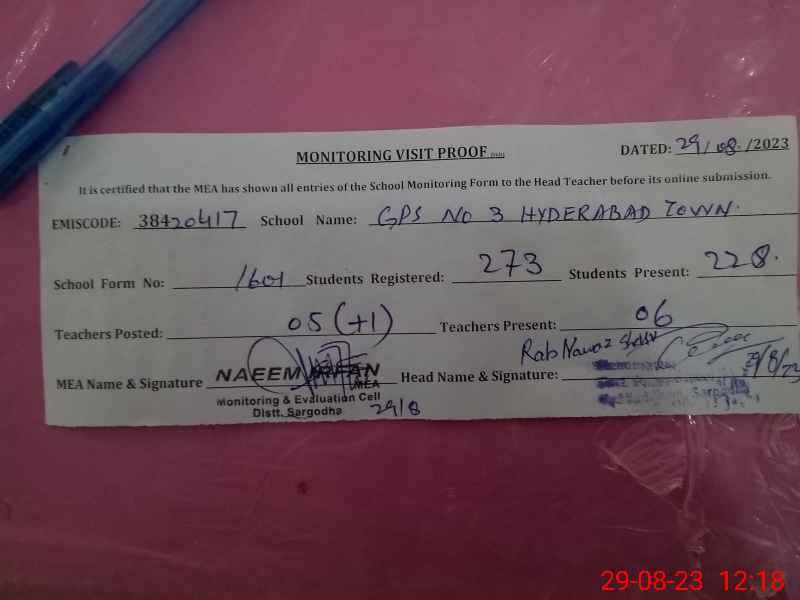 MONITORING VISIT PROOF
DATED: 29/08./2023
It is certified that the MEA has shown all entries of the School Monitoring Form to the Head Teacher before its online submission.
EMISCODE: 38420417 School Name: GPS NO 3 HYDERABAD TOWN.
School Form No: 1601 Students Registered: 273 Students Present: 228.
Teachers Posted: 05 (+1) Teachers Present: 06
Rab Nawaz
MEA Name & Signature NAEEM Head Name & Signature: 29/8/23
MEA
Monitoring & Evaluation Cell
Distt. Sargodha 29/8
Sargodha
29-08-23 12:18